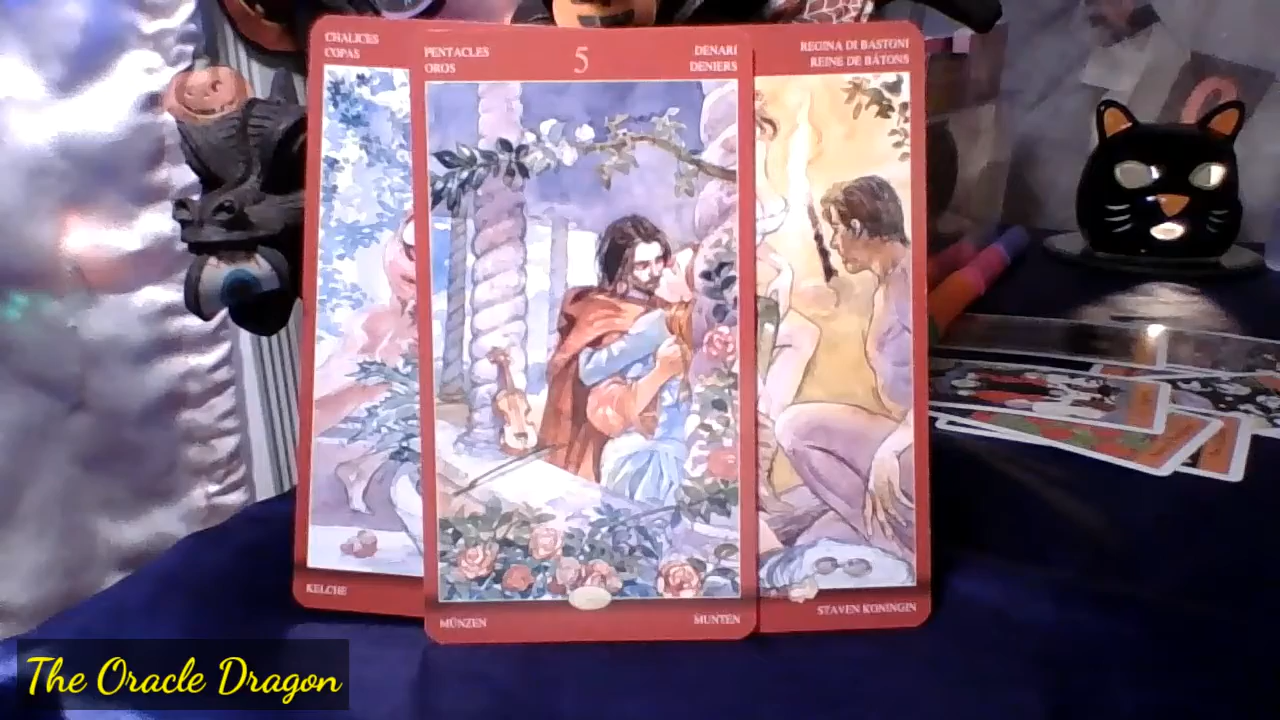 CHALICES
COPAS
PENTACLES
OROS
5
DENARI
DENIERS
REGINA DI BASTONI
REINE DE BÂTONS
KELCHE
MÜNZEN
MUNTEN
STAVEN KONINGIN
The Oracle Dragon